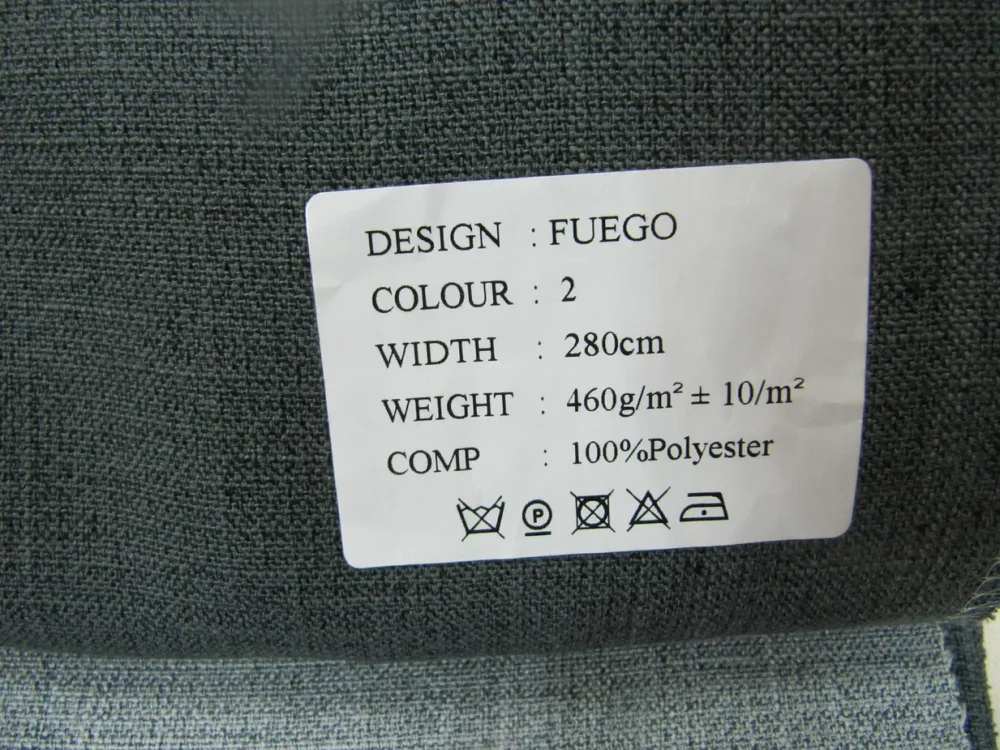 DESIGN : FUEGO
COLOUR : 2
WIDTH : 280cm
WEIGHT : 460g/m² ± 10/m²
COMP : 100%Polyester
P